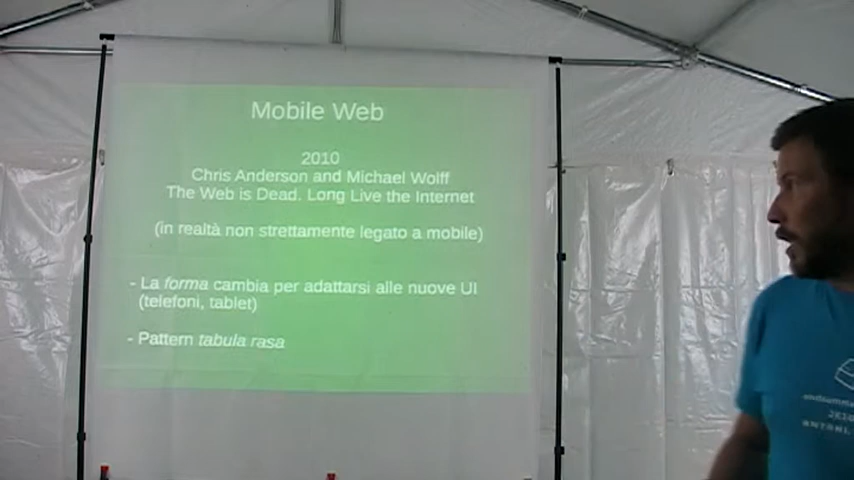 Mobile Web
2010
Chris Anderson and Michael Wolff
The Web is Dead. Long Live the Internet
(in realtà non strettamente legato a mobile)
- La forma cambia per adattarsi alle nuove UI
(telefoni, tablet)
- Pattern tabula rasa